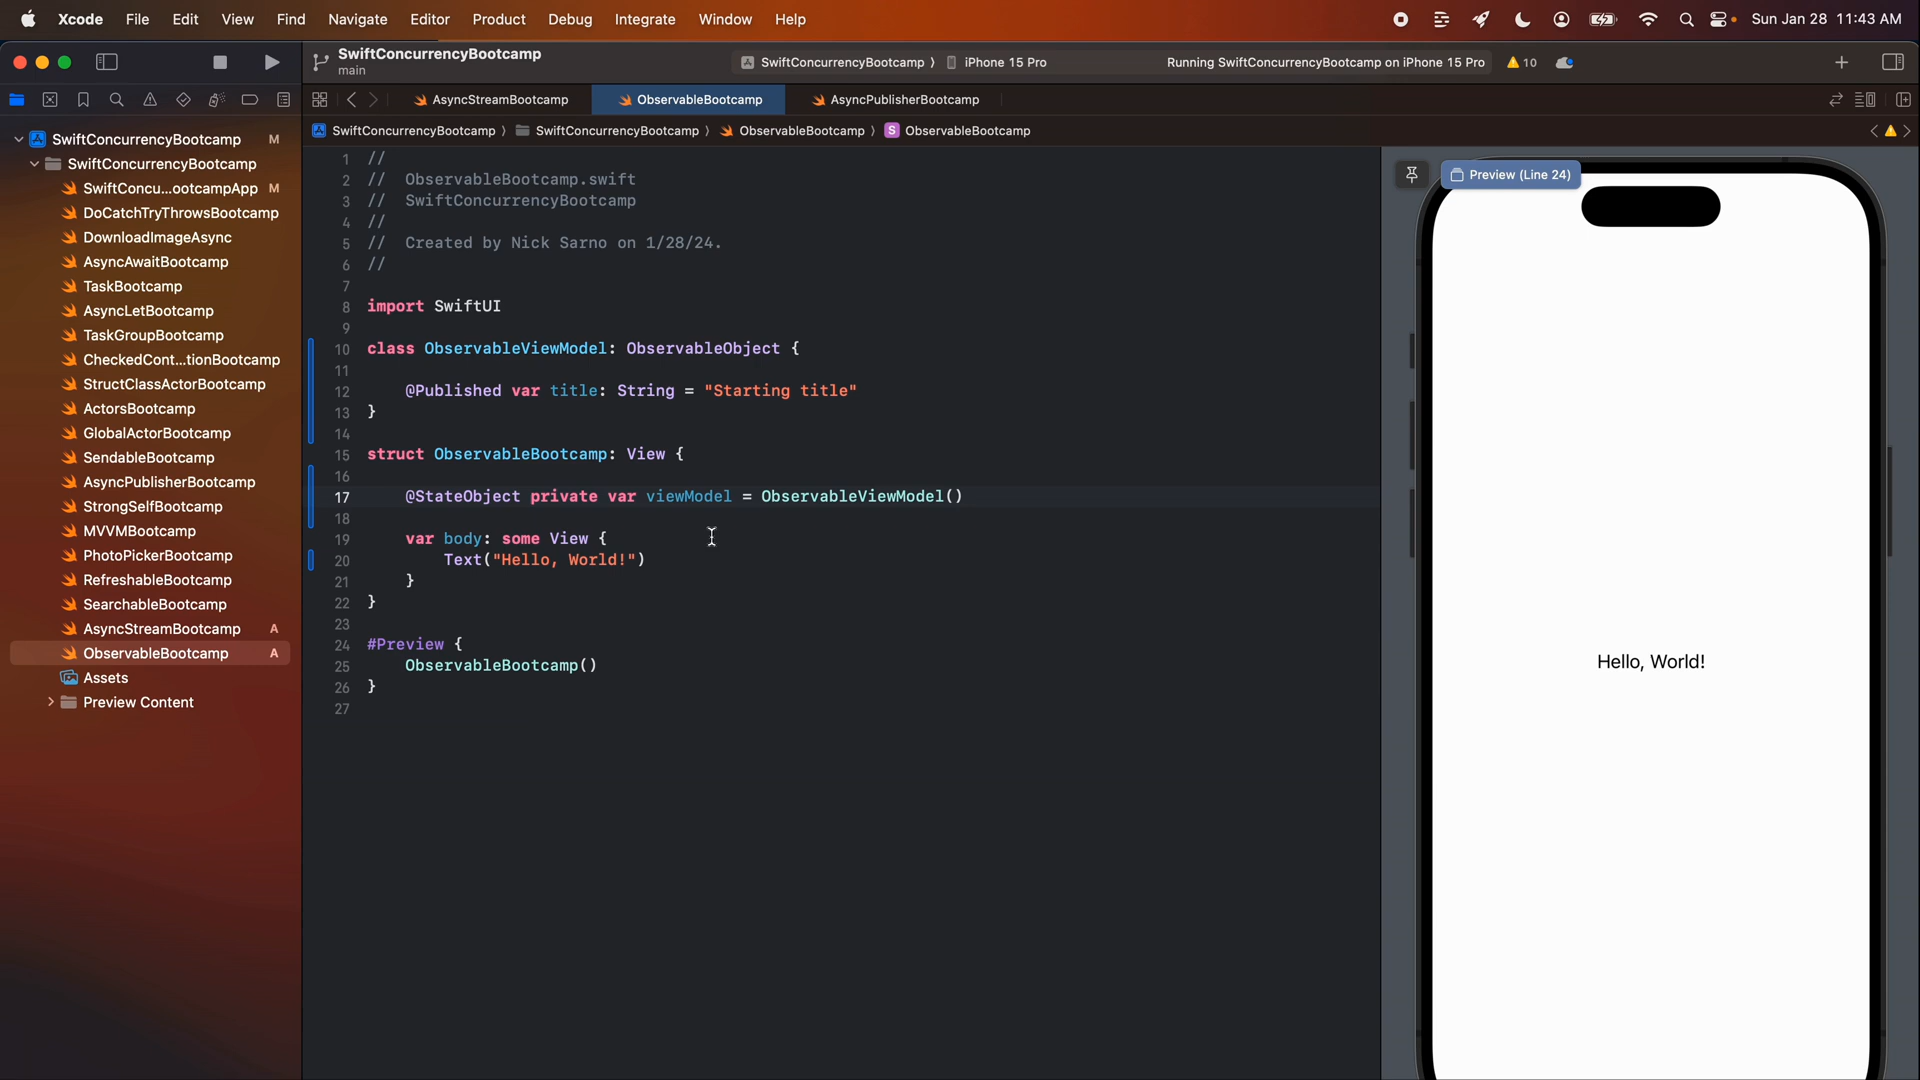 Xcode File Edit View Find Navigate Editor Product Debug Integrate Window Help Sun Jan 28 11:43 AM
SwiftConcurrencyBootcamp
main
SwiftConcurrencyBootcamp 〉 iPhone 15 Pro Running SwiftConcurrencyBootcamp on iPhone 15 Pro 10
AsyncStreamBootcamp ObservableBootcamp AsyncPublisherBootcamp
SwiftConcurrencyBootcamp 〉 SwiftConcurrencyBootcamp 〉 ObservableBootcamp 〉 S ObservableBootcamp
SwiftConcurrencyBootcamp M
SwiftConcurrencyBootcamp
SwiftConcu...ootcampApp M
DoCatchTryThrowsBootcamp
DownloadImageAsync
AsyncAwaitBootcamp
TaskBootcamp
AsyncLetBootcamp
TaskGroupBootcamp
CheckedCont...tionBootcamp
StructClassActorBootcamp
ActorsBootcamp
GlobalActorBootcamp
SendableBootcamp
AsyncPublisherBootcamp
StrongSelfBootcamp
MVVMBootcamp
PhotoPickerBootcamp
RefreshableBootcamp
SearchableBootcamp
AsyncStreamBootcamp A
ObservableBootcamp A
Assets
Preview Content
1 //
2 // ObservableBootcamp.swift
3 // SwiftConcurrencyBootcamp
4 //
5 // Created by Nick Sarno on 1/28/24.
6 //
7
8 import SwiftUI
9
10 class ObservableViewModel: ObservableObject {
11
12 @Published var title: String = "Starting title"
13 }
14
15 struct ObservableBootcamp: View {
16
17 @StateObject private var viewModel = ObservableViewModel()
18
19 var body: some View {
20 Text("Hello, World!")
21 }
22 }
23
24 #Preview {
25 ObservableBootcamp()
26 }
27
Preview (Line 24)
Hello, World!